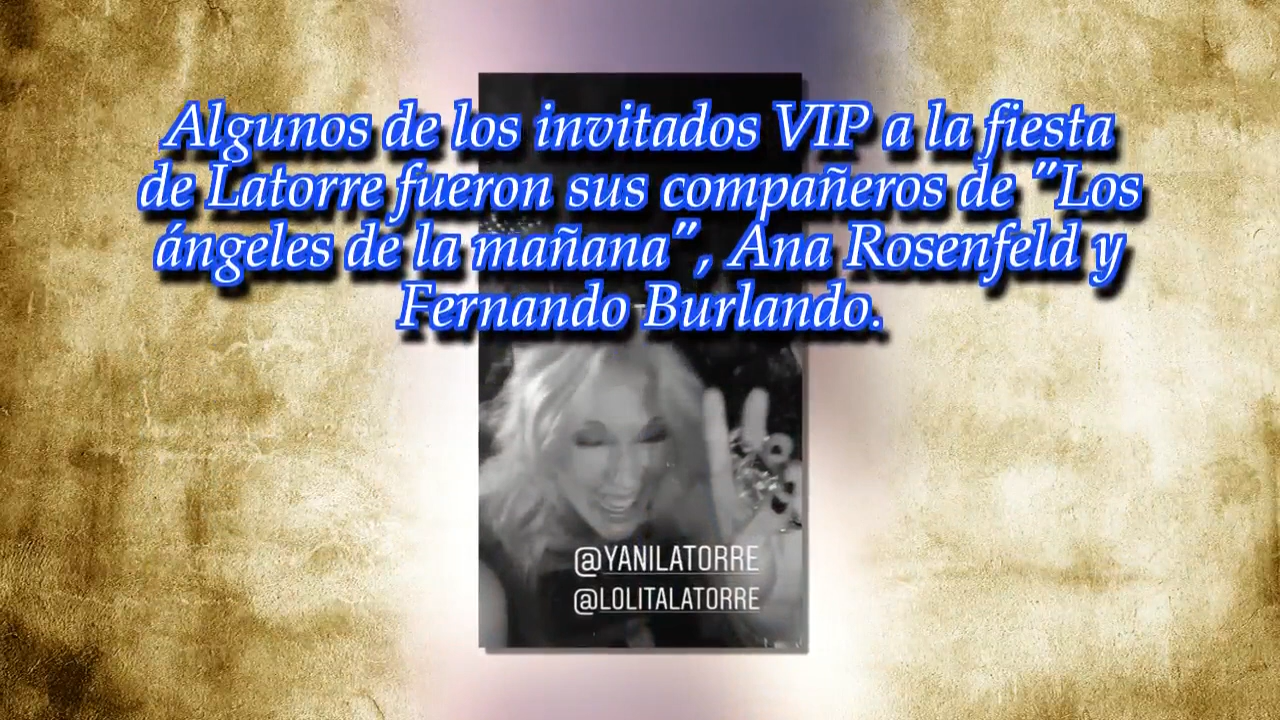 Algunos de los invitados VIP a la fiesta
de Latorre fueron sus compañeros de "Los
ángeles de la mañana", Ana Rosenfeld y
Fernando Burlando.
@YANILATORRE
@LOLITALATORRE